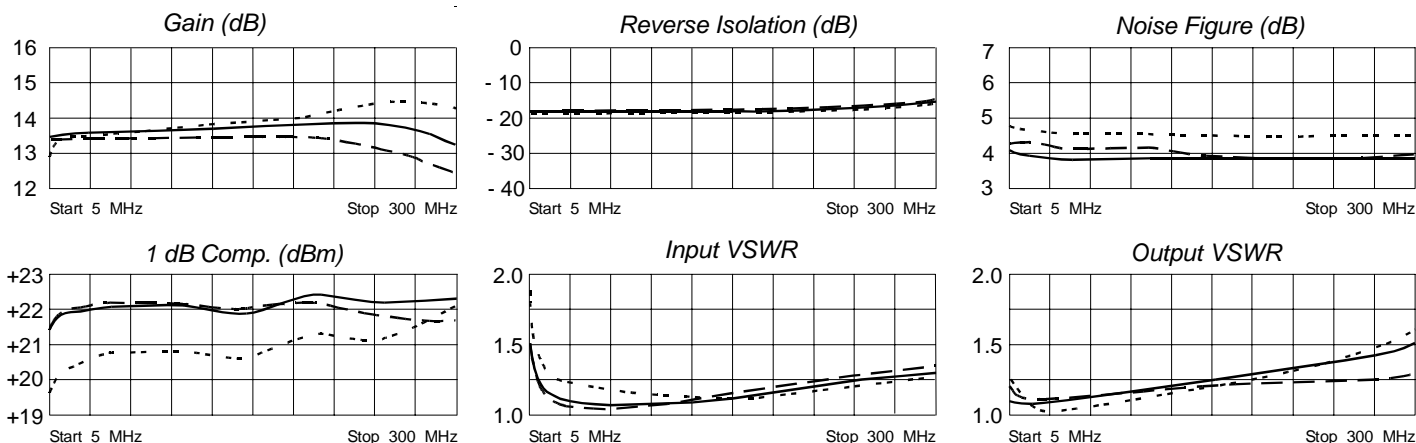 Gain (dB)
16
15
14
13
12
Start 5 MHz
Stop 300 MHz
Reverse Isolation (dB)
0
- 10
- 20
- 30
- 40
Start 5 MHz
Stop 300 MHz
Noise Figure (dB)
7
6
5
4
3
Start 5 MHz
Stop 300 MHz
1 dB Comp. (dBm)
+23
+22
+21
+20
+19
Start 5 MHz
Stop 300 MHz
Input VSWR
2.0
1.5
1.0
Start 5 MHz
Stop 300 MHz
Output VSWR
2.0
1.5
1.0
Start 5 MHz
Stop 300 MHz